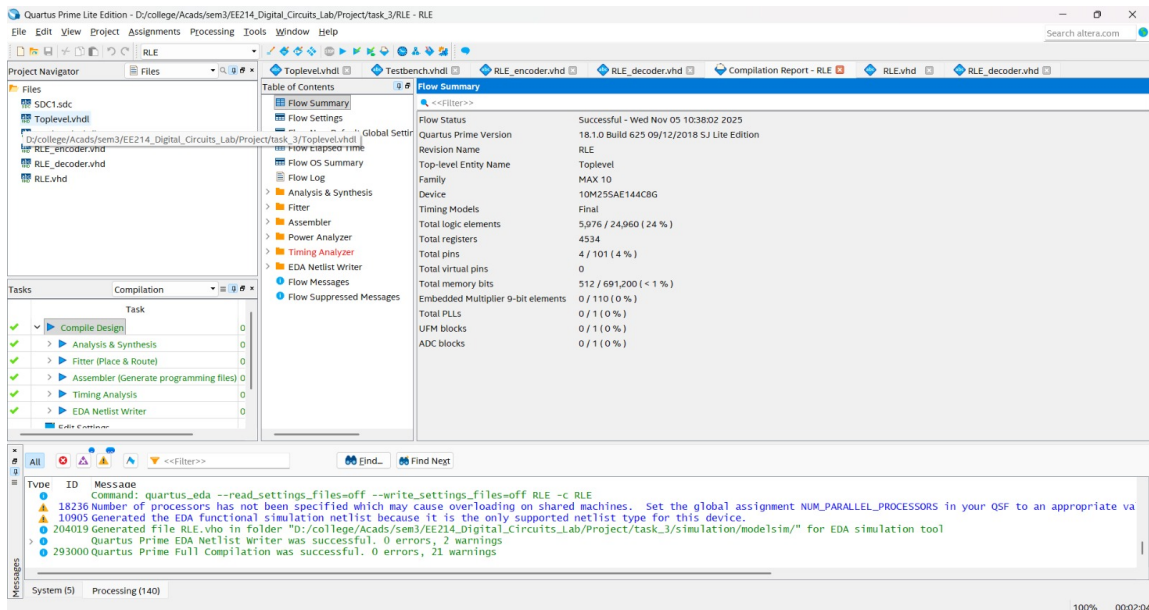 Quartus Prime Lite Edition - D:/college/Acads/sem3/EE214_Digital_Circuits_Lab/Project/task_3/RLE - RLE
File Edit View Project Assignments Processing Tools Window Help
Search altera.com
RLE
Project Navigator
Files
Toplevel.vhdl
Testbench.vhdl
RLE_encoder.vhd
RLE_decoder.vhd
Compilation Report - RLE
RLE.vhd
RLE_decoder.vhd
Files
SDC1.sdc
Toplevel.vhdl
D:/college/Acads/sem3/EE214_Digital_Circuits_Lab/Project/task_3/Toplevel.vhdl
RLE_encoder.vhd
RLE_decoder.vhd
RLE.vhd
Table of Contents
Flow Summary
Flow Settings
Flow Non-Default Global Settin
Flow Elapsed Time
Flow OS Summary
Flow Log
Analysis & Synthesis
Fitter
Assembler
Power Analyzer
Timing Analyzer
EDA Netlist Writer
Flow Messages
Flow Suppressed Messages
Flow Summary
<<Filter>>
Flow Status Successful - Wed Nov 05 10:38:02 2025
Quartus Prime Version 18.1.0 Build 625 09/12/2018 SJ Lite Edition
Revision Name RLE
Top-level Entity Name Toplevel
Family MAX 10
Device 10M25SAE144C8G
Timing Models Final
Total logic elements 5,976 / 24,960 ( 24 % )
Total registers 4534
Total pins 4 / 101 ( 4 % )
Total virtual pins 0
Total memory bits 512 / 691,200 ( < 1 % )
Embedded Multiplier 9-bit elements 0 / 110 ( 0 % )
Total PLLs 0 / 1 ( 0 % )
UFM blocks 0 / 1 ( 0 % )
ADC blocks 0 / 1 ( 0 % )
Tasks
Compilation
Task
Compile Design 0
Analysis & Synthesis 0
Fitter (Place & Route) 0
Assembler (Generate programming files) 0
Timing Analysis 0
EDA Netlist Writer 0
Edit Settings
All
<<Filter>>
Find...
Find Next
Type ID Message
Command: quartus_eda --read_settings_files=off --write_settings_files=off RLE -c RLE
18236 Number of processors has not been specified which may cause overloading on shared machines. Set the global assignment NUM_PARALLEL_PROCESSORS in your QSF to an appropriate va
10905 Generated the EDA functional simulation netlist because it is the only supported netlist type for this device.
204019 Generated file RLE.vho in folder "D:/college/Acads/sem3/EE214_Digital_Circuits_Lab/Project/task_3/simulation/modelsim/" for EDA simulation tool
Quartus Prime EDA Netlist Writer was successful. 0 errors, 2 warnings
293000 Quartus Prime Full Compilation was successful. 0 errors, 21 warnings
Messages
System (5)
Processing (140)
100% 00:02:04